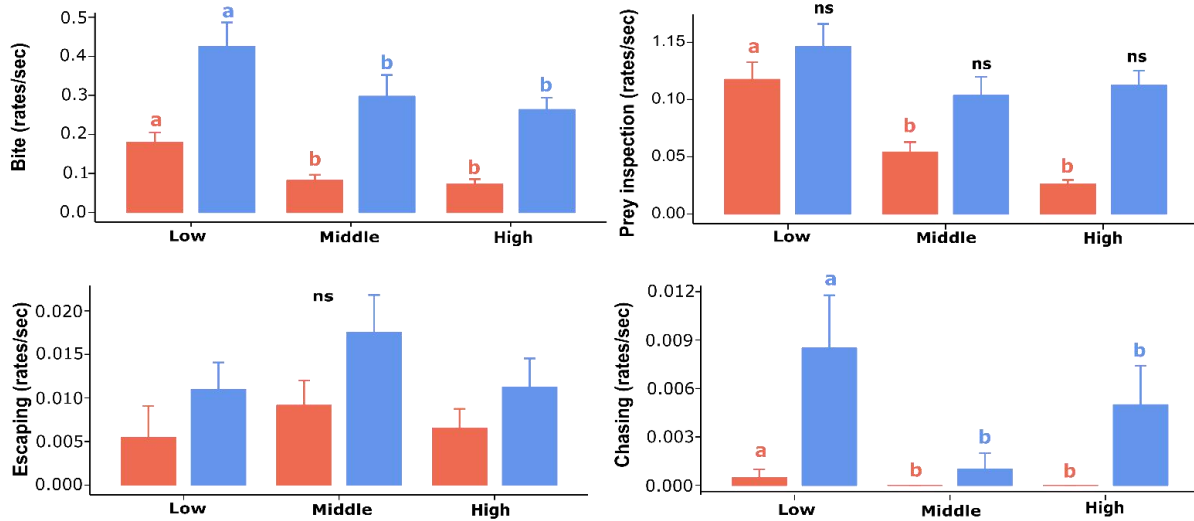 Bite (rates/sec)
0.5
0.4
0.3
0.2
0.1
0.0
a
a
b
b
b
b
Low
Middle
High
Prey inspection (rates/sec)
1.15
0.10
0.05
0.00
a
ns
b
ns
b
ns
Low
Middle
High
Escaping (rates/sec)
0.020
0.015
0.010
0.005
0.000
ns
Low
Middle
High
Chasing (rates/sec)
0.012
0.009
0.006
0.003
0.000
a
a
b
b
b
b
Low
Middle
High